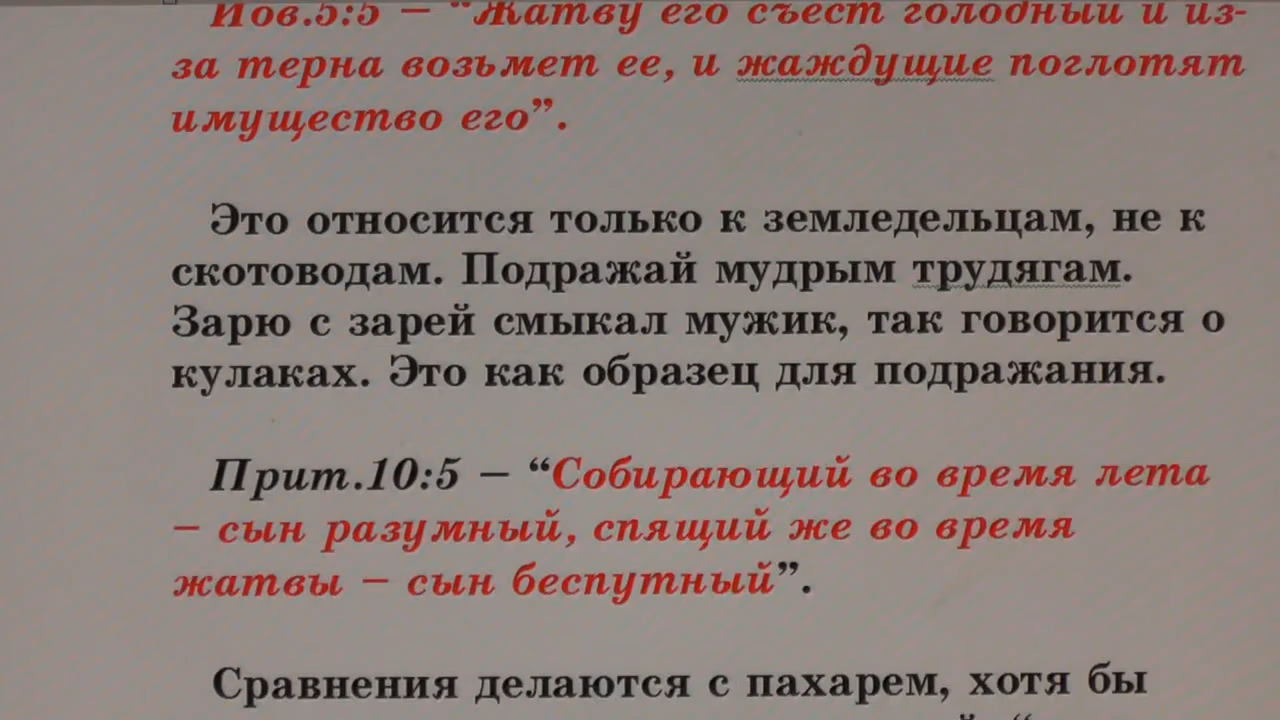 Иов.5:5 – “Жатву его съест голодный и из-
за терна возьмет ее, и жаждущие поглотят
имущество его”.
Это относится только к земледельцам, не к
скотоводам. Подражай мудрым трудягам.
Зарю с зарей смыкал мужик, так говорится о
кулаках. Это как образец для подражания.
Прит.10:5 – “Собирающий во время лета
– сын разумный, спящий же во время
жатвы – сын беспутный”.
Сравнения делаются с пахарем, хотя бы